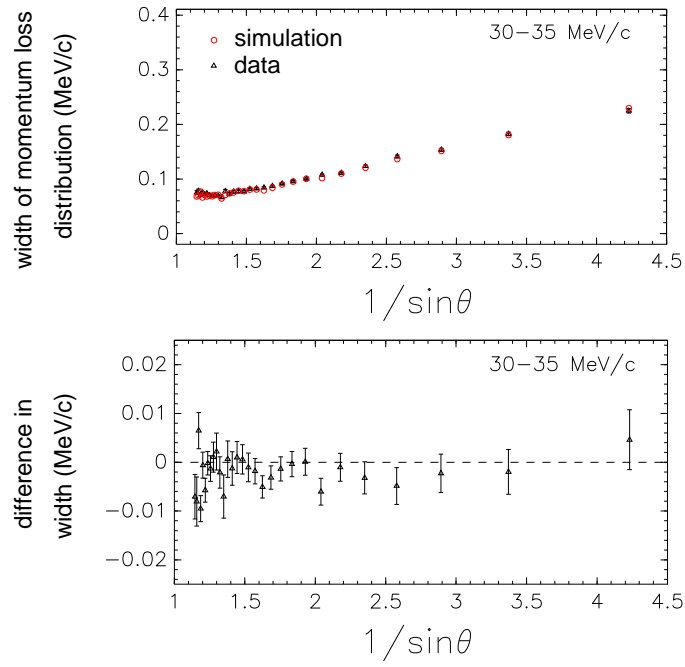 width of momentum loss
distribution (MeV/c)
0.4
0.3
0.2
0.1
0
simulation
data
30−35 MeV/c
1 1.5 2 2.5 3 3.5 4 4.5
1/sinθ
difference in
width (MeV/c)
0.02
0.01
0
−0.01
−0.02
30−35 MeV/c
1 1.5 2 2.5 3 3.5 4 4.5
1/sinθ